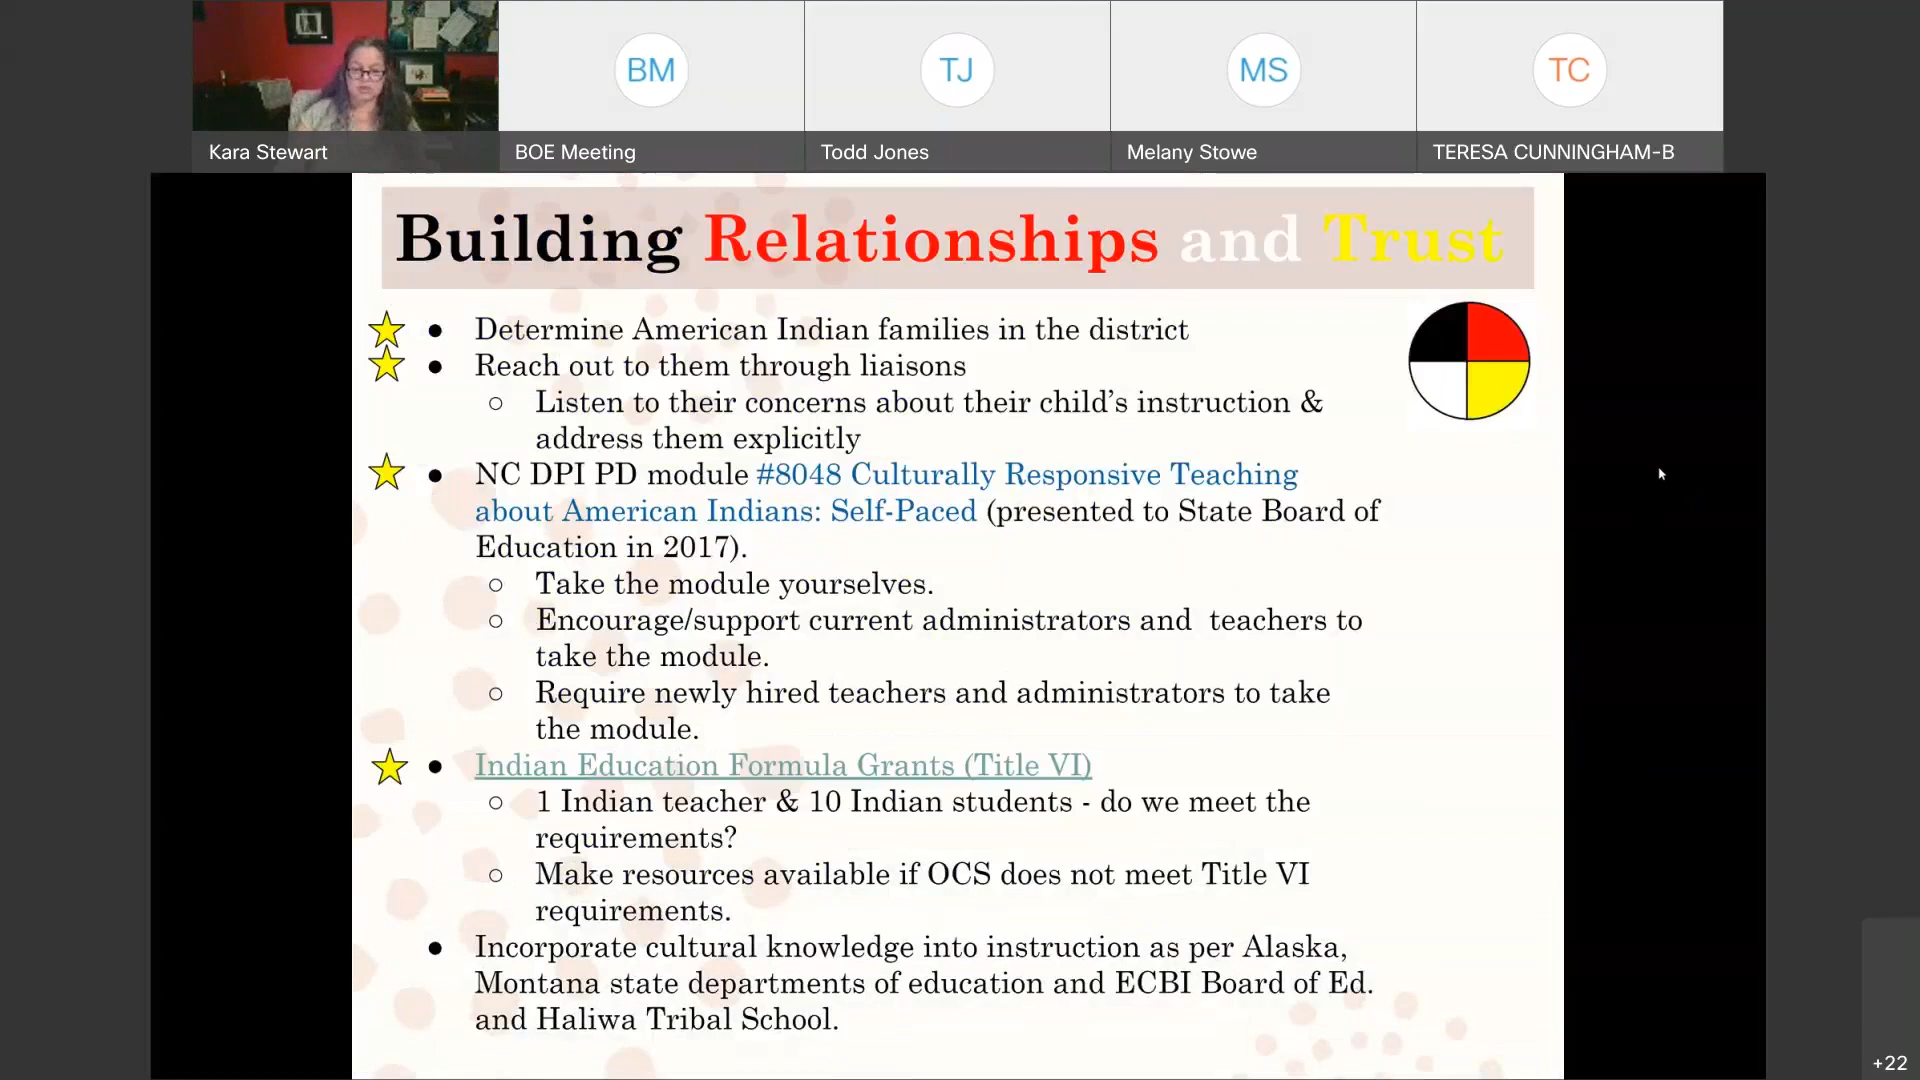 BM
TJ
MS
TC
Kara Stewart
BOE Meeting
Todd Jones
Melany Stowe
TERESA CUNNINGHAM-B
Building Relationships and Trust
● Determine American Indian families in the district
● Reach out to them through liaisons
○ Listen to their concerns about their child's instruction &
address them explicitly
● NC DPI PD module #8048 Culturally Responsive Teaching
about American Indians: Self-Paced (presented to State Board of
Education in 2017).
○ Take the module yourselves.
○ Encourage/support current administrators and  teachers to
take the module.
○ Require newly hired teachers and administrators to take
the module.
● Indian Education Formula Grants (Title VI)
○ 1 Indian teacher & 10 Indian students - do we meet the
requirements?
○ Make resources available if OCS does not meet Title VI
requirements.
● Incorporate cultural knowledge into instruction as per Alaska,
Montana state departments of education and ECBI Board of Ed.
and Haliwa Tribal School.
+22